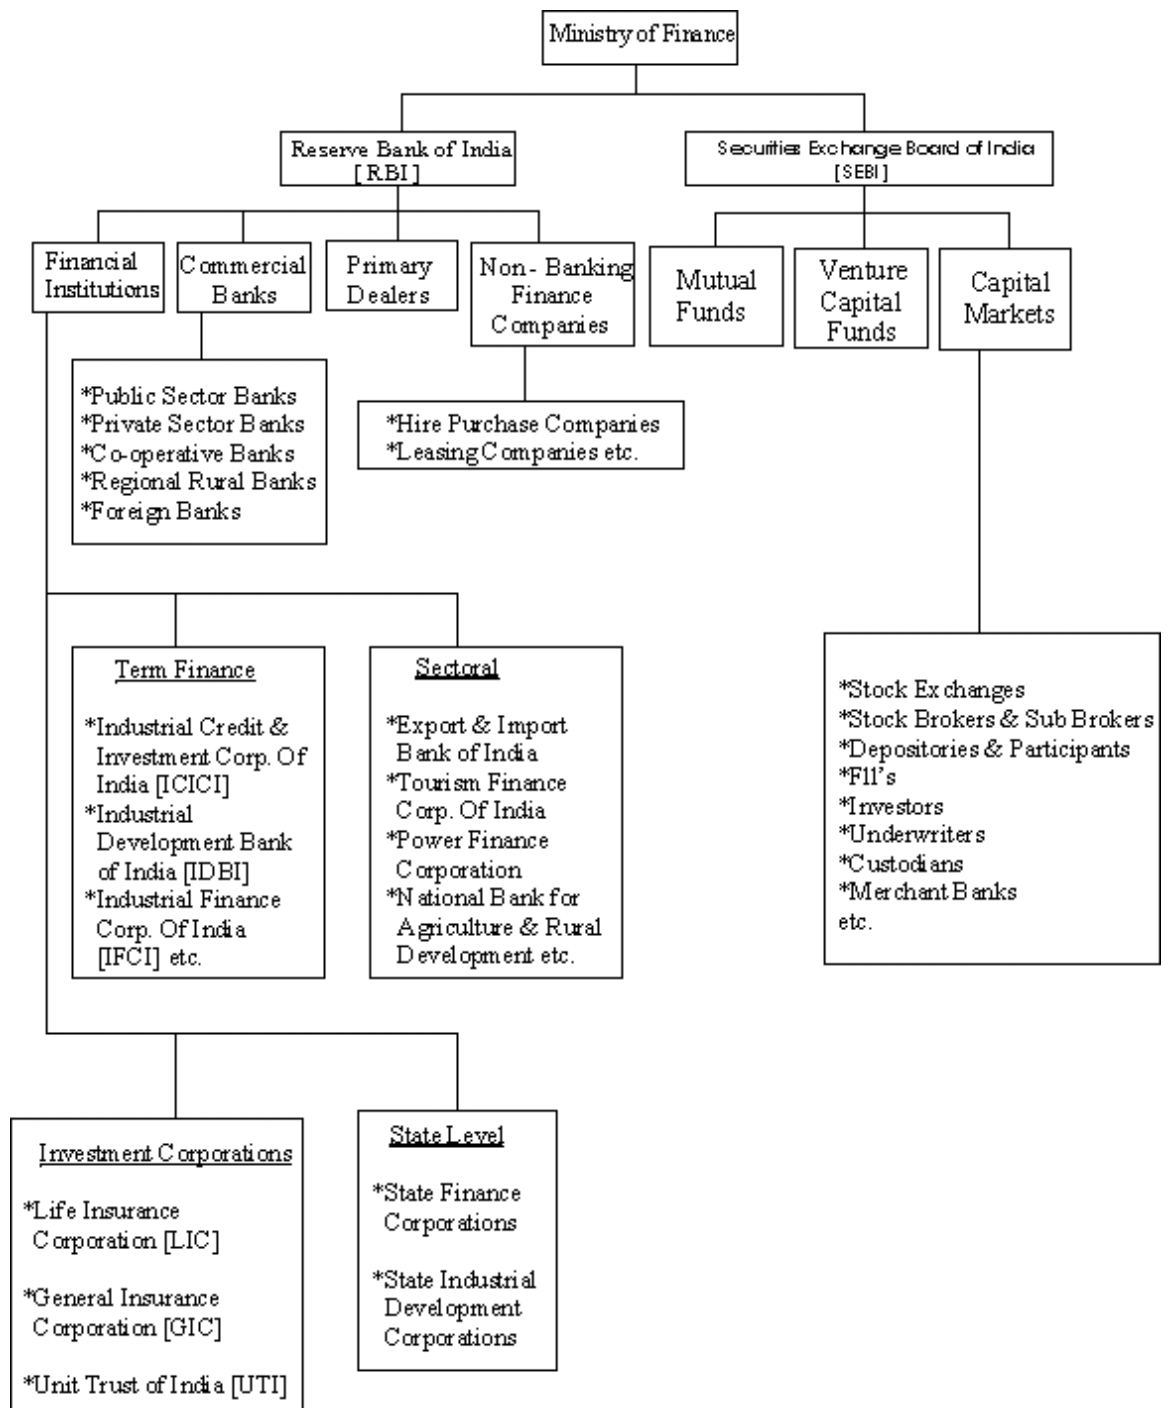 Ministry of Finance
Reserve Bank of India
[ RBI ]
Securities Exchange Board of India
[SEBI]
Financial
Institutions
Commercial
Banks
Primary
Dealers
Non - Banking
Finance
Companies
Mutual
Funds
Venture
Capital
Funds
Capital
Markets
*Public Sector Banks
*Private Sector Banks
*Co-operative Banks
*Regional Rural Banks
*Foreign Banks
*Hire Purchase Companies
*Leasing Companies etc.
Term Finance
*Industrial Credit &
Investment Corp. Of
India [ICICI]
*Industrial
Development Bank
of India [IDBI]
*Industrial Finance
Corp. Of India
[IFCI] etc.
Sectoral
*Export & Import
Bank of India
*Tourism Finance
Corp. Of India
*Power Finance
Corporation
*National Bank for
Agriculture & Rural
Development etc.
*Stock Exchanges
*Stock Brokers & Sub Brokers
*Depositories & Participants
*F11's
*Investors
*Underwriters
*Custodians
*Merchant Banks
etc.
Investment Corporations
*Life Insurance
Corporation [LIC]
*General Insurance
Corporation [GIC]
*Unit Trust of India [UTI]
State Level
*State Finance
Corporations
*State Industrial
Development
Corporations